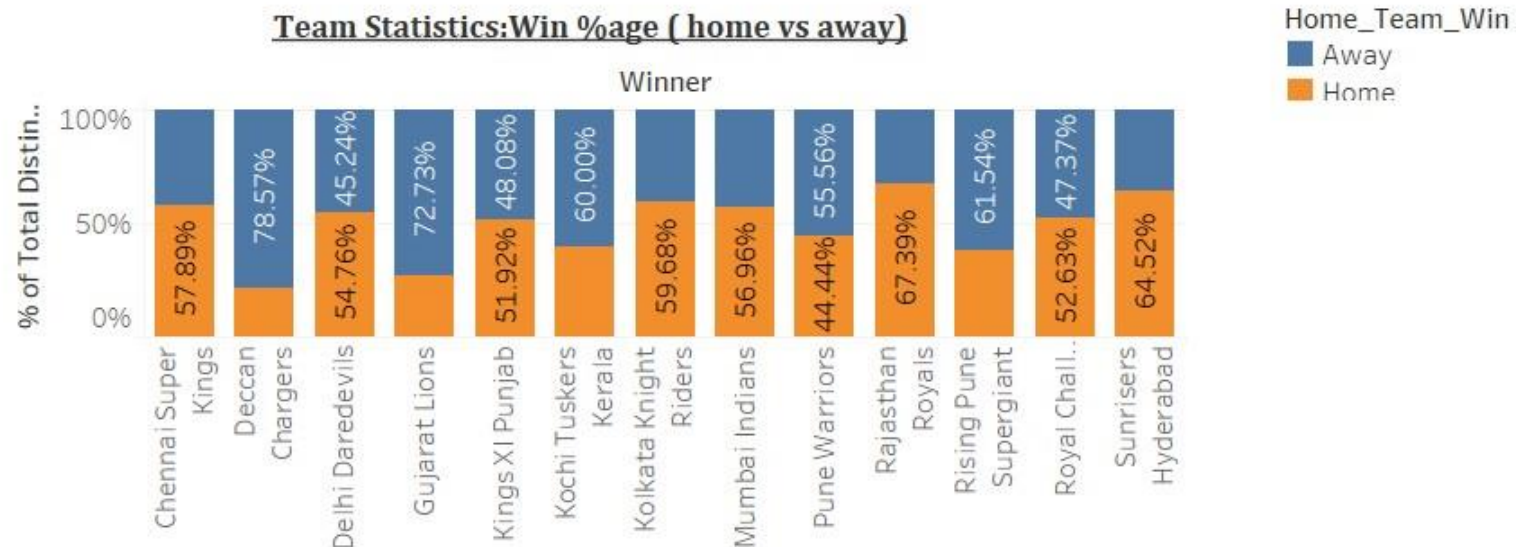 Team Statistics:Win %age ( home vs away)
Home_Team_Win
Away
Home
Winner
% of Total Distin..
100%
50%
0%
57.89%
78.57%
45.24%
54.76%
72.73%
48.08%
51.92%
60.00%
59.68%
56.96%
55.56%
44.44%
67.39%
61.54%
47.37%
52.63%
64.52%
Chennai Super
Kings
Deccan
Chargers
Delhi Daredevils
Gujarat Lions
Kings XI Punjab
Kochi Tuskers
Kerala
Kolkata Knight
Riders
Mumbai Indians
Pune Warriors
Rajasthan
Royals
Rising Pune
Supergiant
Royal Chall..
Sunrisers
Hyderabad